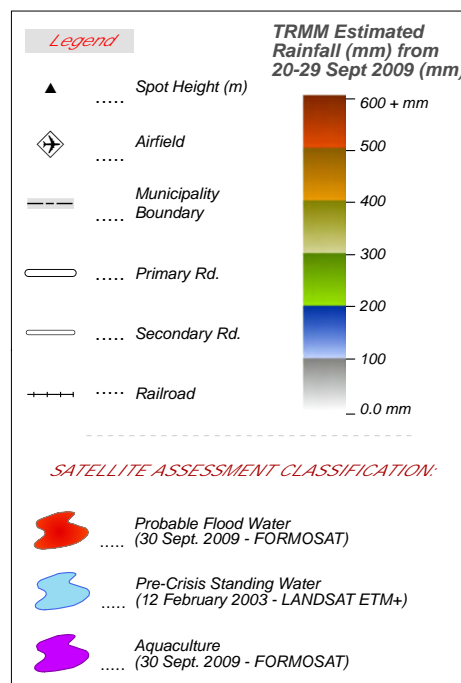 Legend
Spot Height (m)
Airfield
Municipality
Boundary
Primary Rd.
Secondary Rd.
Railroad
TRMM Estimated
Rainfall (mm) from
20-29 Sept 2009 (mm)
600 + mm
500
400
300
200
100
0.0 mm
SATELLITE ASSESSMENT CLASSIFICATION:
Probable Flood Water
(30 Sept. 2009 - FORMOSAT)
Pre-Crisis Standing Water
(12 February 2003 - LANDSAT ETM+)
Aquaculture
(30 Sept. 2009 - FORMOSAT)